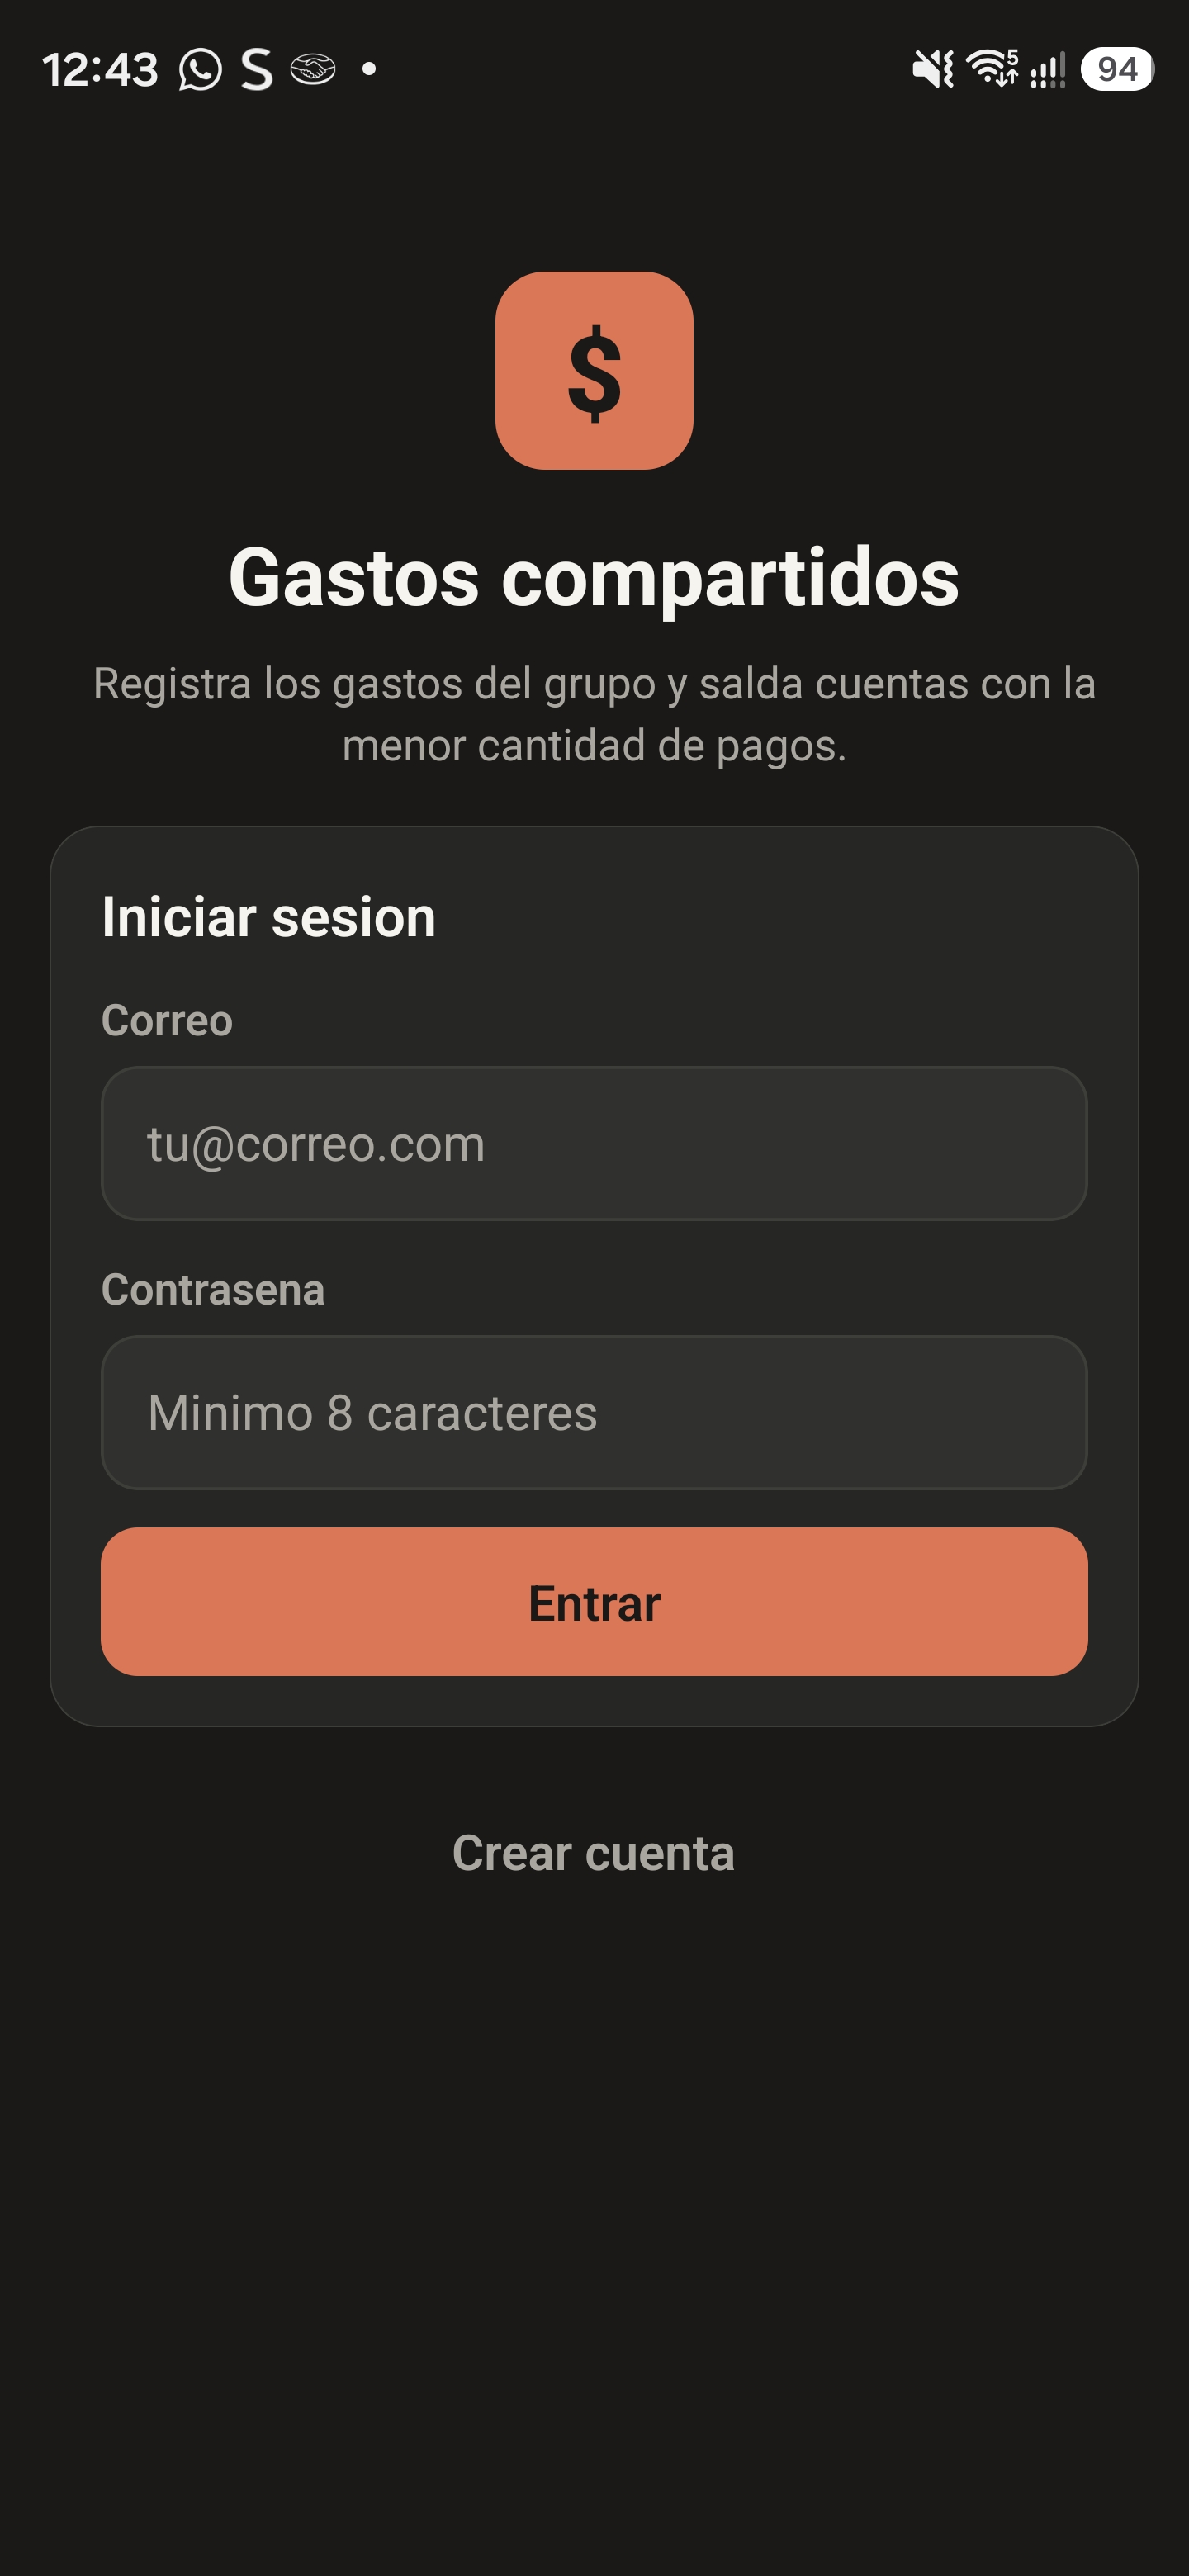 12:43
5
94
$
Gastos compartidos
Registra los gastos del grupo y salda cuentas con la
menor cantidad de pagos.
Iniciar sesion
Correo
tu@correo.com
Contrasena
Minimo 8 caracteres
Entrar
Crear cuenta